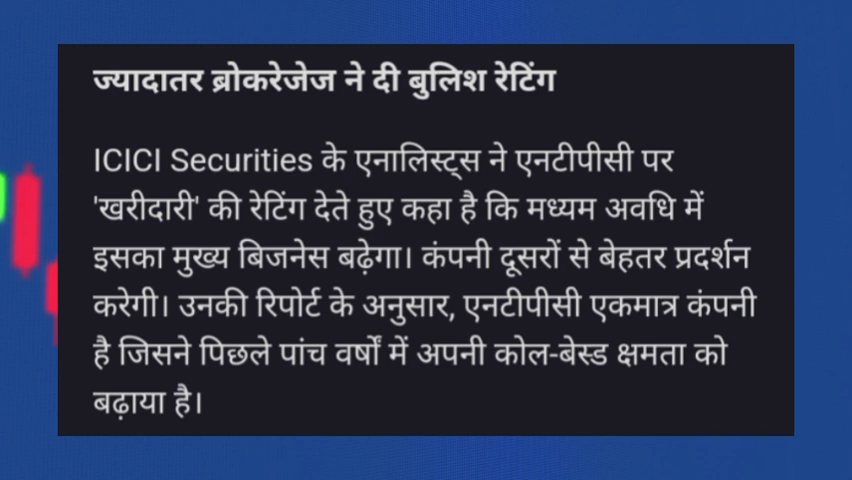 ज्यादातर ब्रोकरेजेज ने दी बुलिश रेटिंग
ICICI Securities के एनालिस्ट्स ने एनटीपीसी पर
'खरीदारी' की रेटिंग देते हुए कहा है कि मध्यम अवधि में
इसका मुख्य बिजनेस बढ़ेगा। कंपनी दूसरों से बेहतर प्रदर्शन
करेगी। उनकी रिपोर्ट के अनुसार, एनटीपीसी एकमात्र कंपनी
है जिसने पिछले पांच वर्षों में अपनी कोल-बेस्ड क्षमता को
बढ़ाया है।